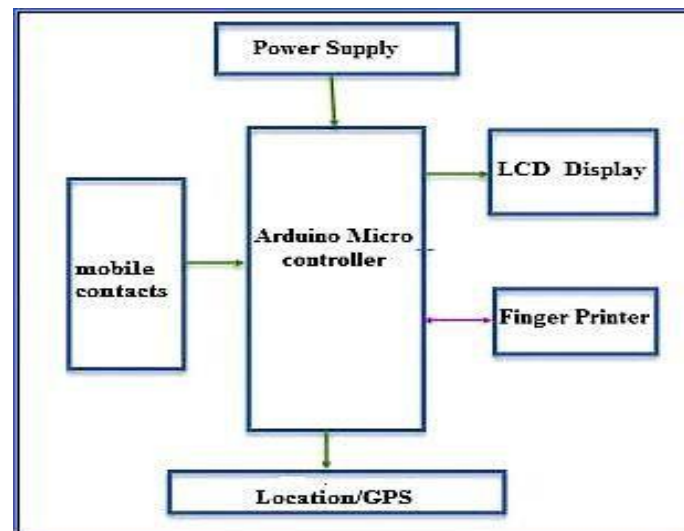 Power Supply
LCD Display
Arduino Micro
controller
mobile
contacts
Finger Printer
Location/GPS